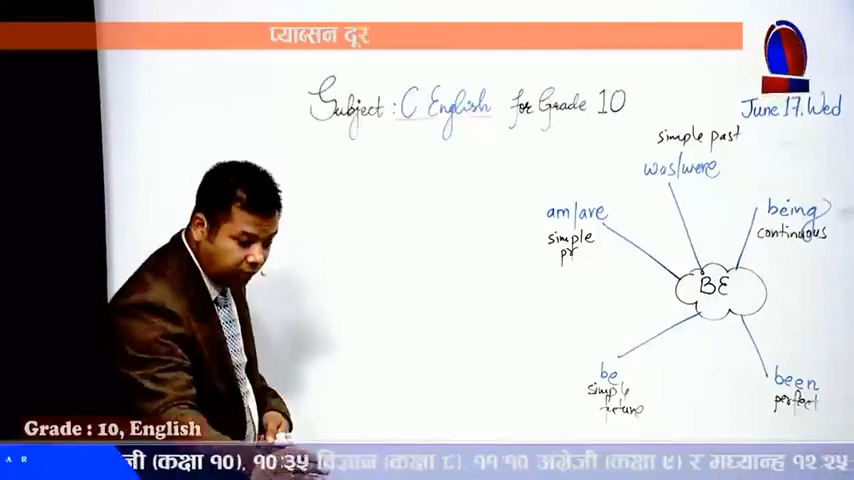 प्याब्सन दूर
Subject : C English for Grade 10
June 17, Wed
simple past
was/were
am/are
simple
pr
being
continuous
BE
be
simple
future
been
perfect
Grade : 10, English
A R
नी (कक्षा १०), १०:३५ विज्ञान (कक्षा ८), ११:१० अंग्रेजी (कक्षा ९) र मध्यान्ह १२:२५